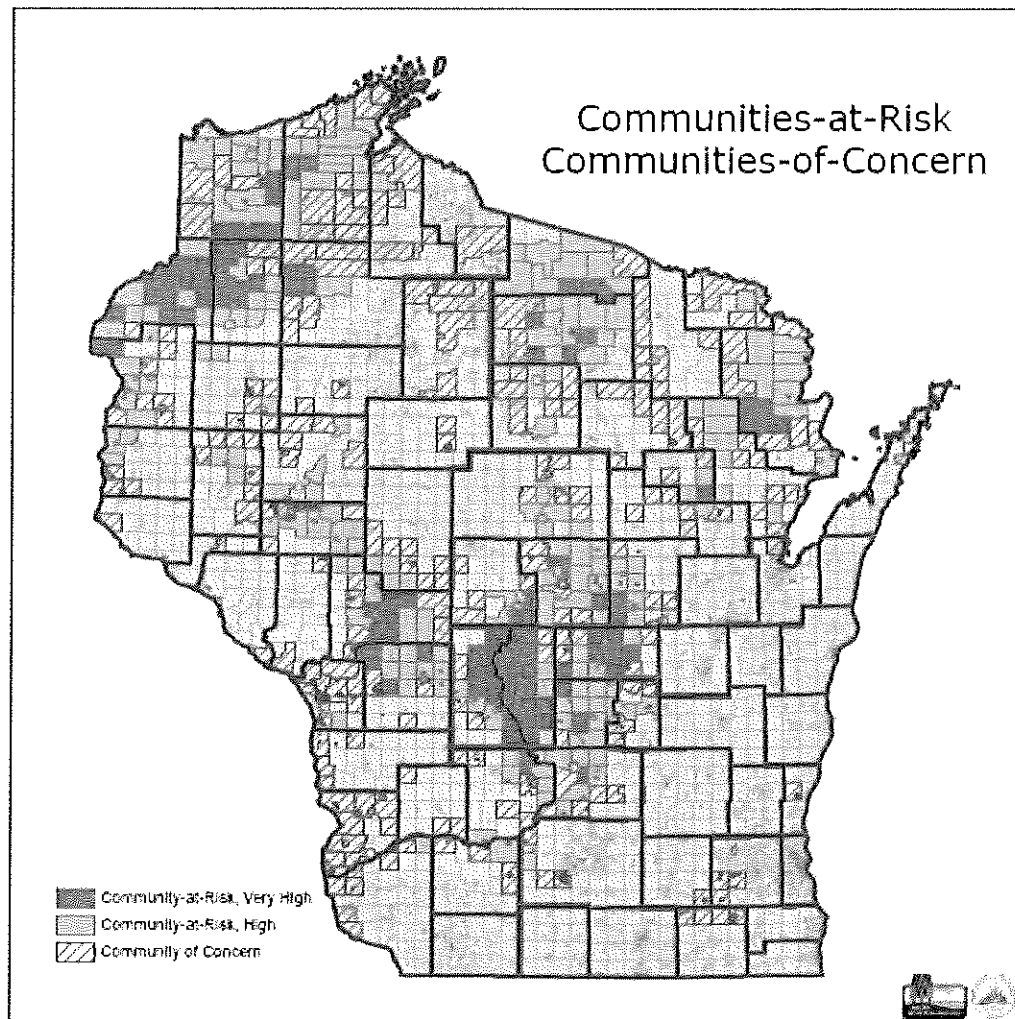 Communities-at-Risk
Communities-of-Concern
Community-at-Risk, Very High
Community-at-Risk, High
Community of Concern